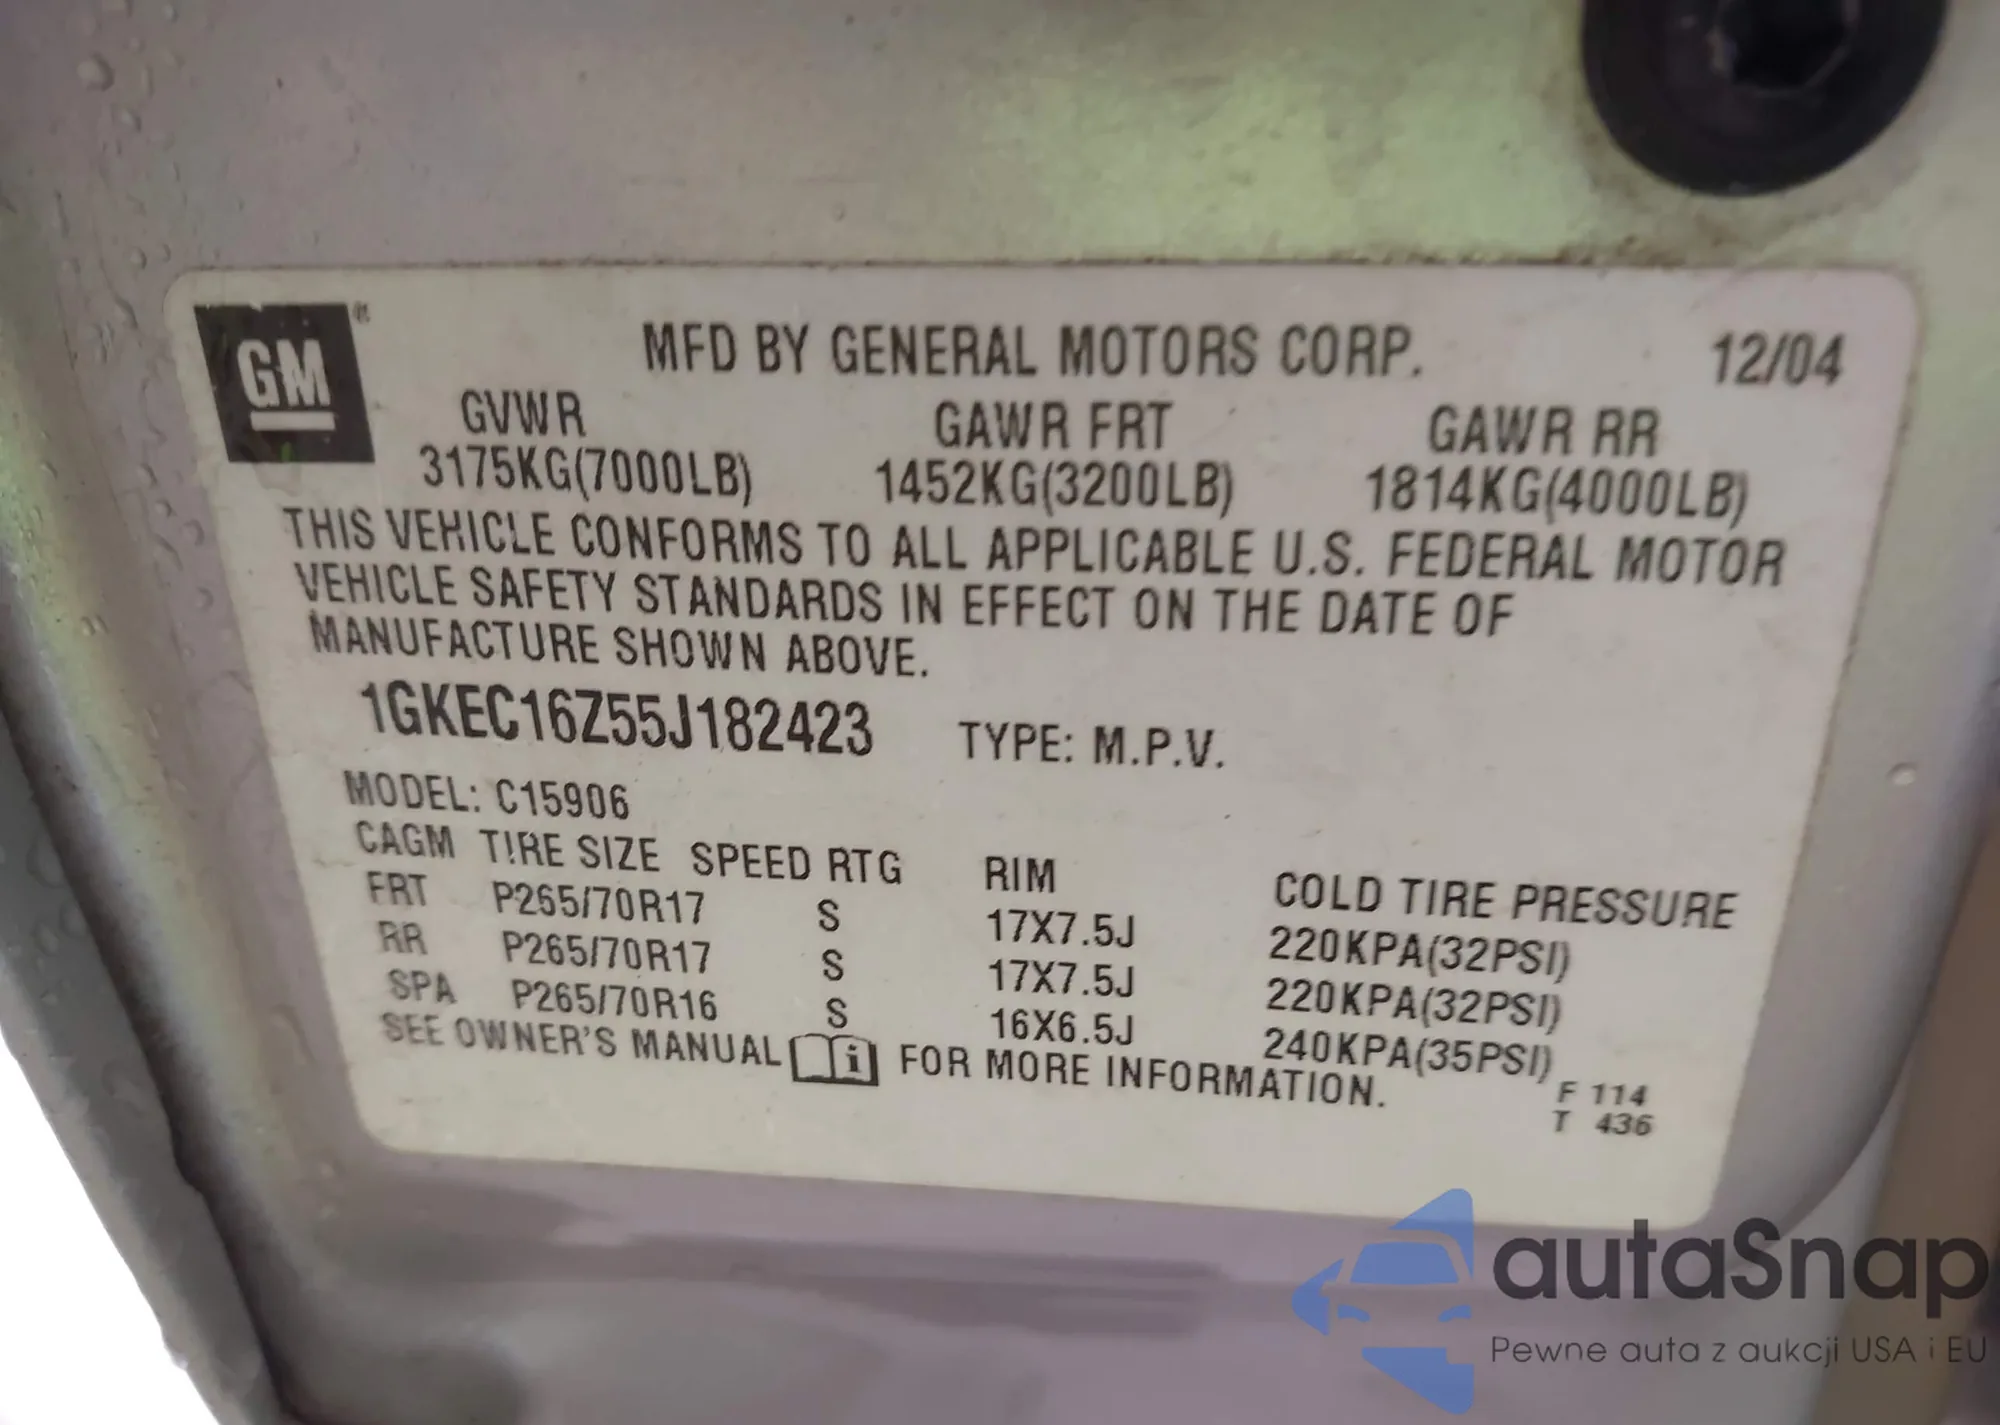 GM ®
MFD BY GENERAL MOTORS CORP. 12/04
GVWR GAWR FRT GAWR RR
3175KG(7000LB) 1452KG(3200LB) 1814KG(4000LB)
THIS VEHICLE CONFORMS TO ALL APPLICABLE U.S. FEDERAL MOTOR
VEHICLE SAFETY STANDARDS IN EFFECT ON THE DATE OF
MANUFACTURE SHOWN ABOVE.
1GKEC16Z55J182423 TYPE: M.P.V.
MODEL: C15906
CAGM TIRE SIZE SPEED RTG RIM COLD TIRE PRESSURE
FRT P265/70R17 S 17X7.5J 220KPA(32PSI)
RR P265/70R17 S 17X7.5J 220KPA(32PSI)
SPA P265/70R16 S 16X6.5J 240KPA(35PSI)
SEE OWNER'S MANUAL i FOR MORE INFORMATION.
F 114
T 436
autaSnap
Pewne auta z aukcji USA i EU